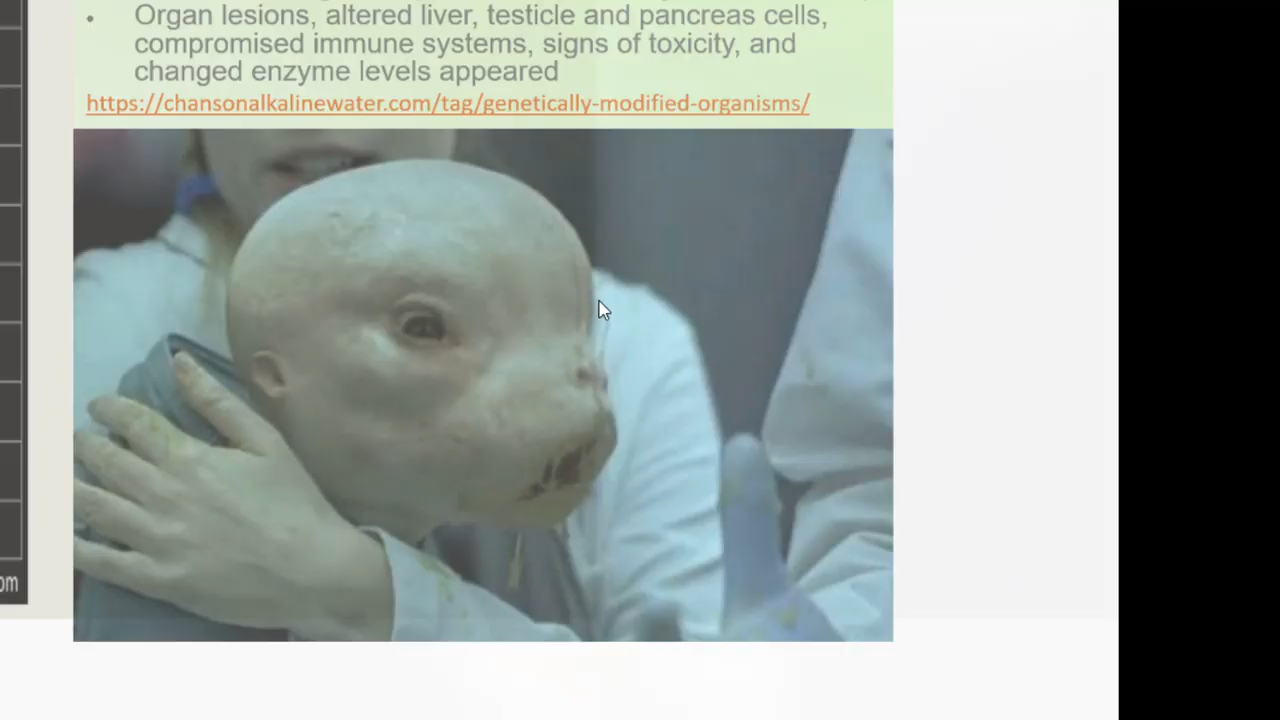 • Organ lesions, altered liver, testicle and pancreas cells,
compromised immune systems, signs of toxicity, and
changed enzyme levels appeared
https://chansonalkalinewater.com/tag/genetically-modified-organisms/
om